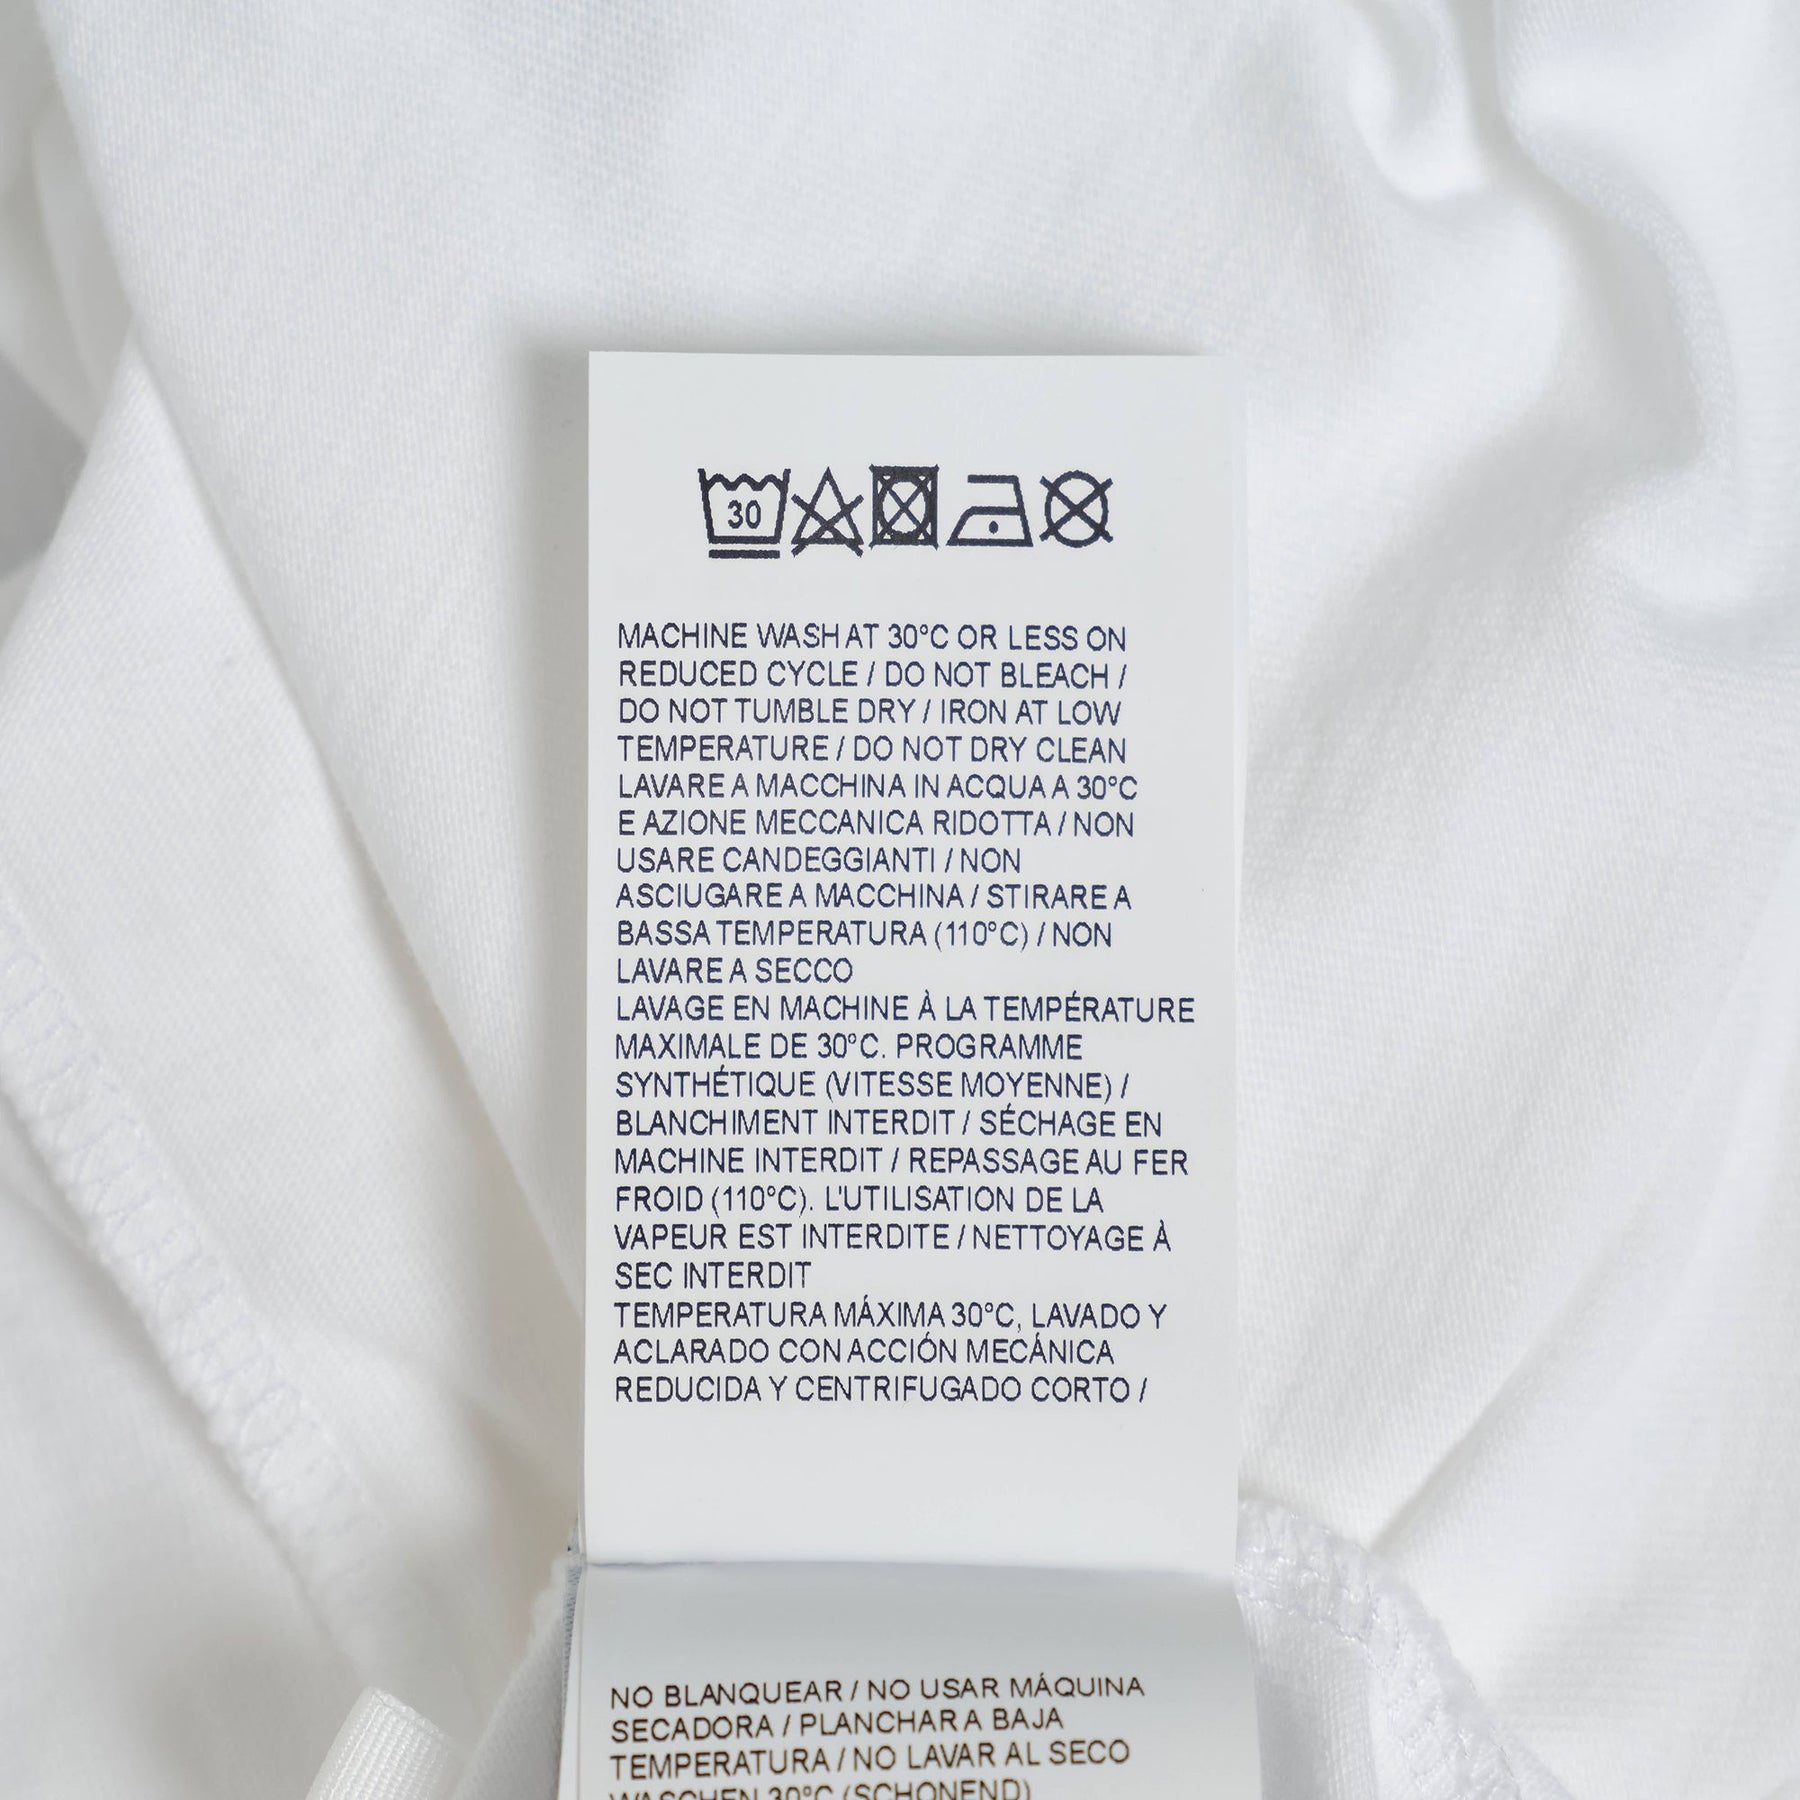 30
MACHINE WASH AT 30°C OR LESS ON
REDUCED CYCLE / DO NOT BLEACH /
DO NOT TUMBLE DRY / IRON AT LOW
TEMPERATURE / DO NOT DRY CLEAN
LAVARE A MACCHINA IN ACQUA A 30°C
E AZIONE MECCANICA RIDOTTA / NON
USARE CANDEGGIANTI / NON
ASCIUGARE A MACCHINA / STIRARE A
BASSA TEMPERATURA (110°C) / NON
LAVARE A SECCO
LAVAGE EN MACHINE À LA TEMPÉRATURE
MAXIMALE DE 30°C. PROGRAMME
SYNTHÉTIQUE (VITESSE MOYENNE) /
BLANCHIMENT INTERDIT / SÉCHAGE EN
MACHINE INTERDIT / REPASSAGE AU FER
FROID (110°C). L'UTILISATION DE LA
VAPEUR EST INTERDITE / NETTOYAGE À
SEC INTERDIT
TEMPERATURA MÁXIMA 30°C, LAVADO Y
ACLARADO CON ACCIÓN MECÁNICA
REDUCIDA Y CENTRIFUGADO CORTO /
NO BLANQUEAR / NO USAR MÁQUINA
SECADORA / PLANCHAR A BAJA
TEMPERATURA / NO LAVAR AL SECO
WASCHEN 30°C (SCHONEND)